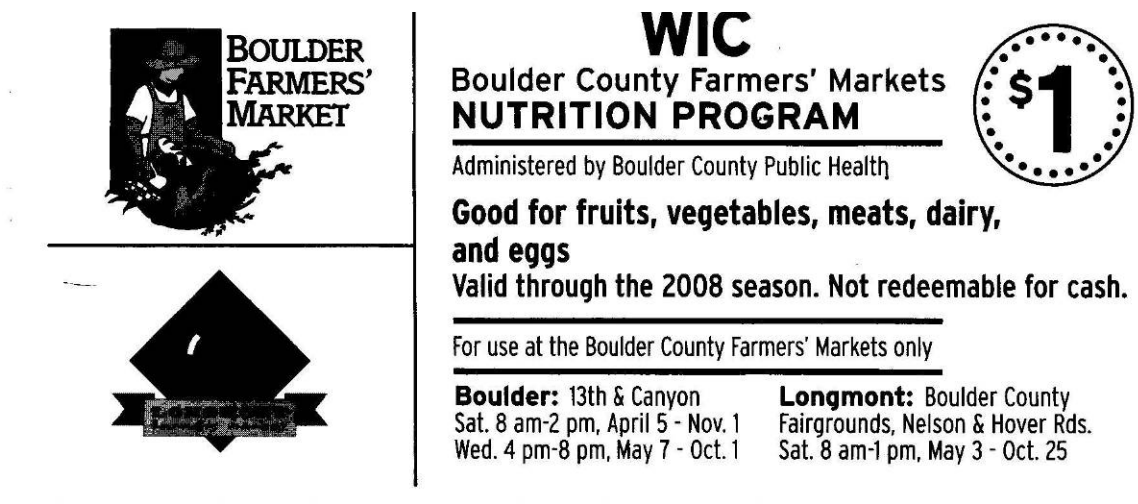 BOULDER
FARMERS'
MARKET
WIC
Boulder County Farmers' Markets
NUTRITION PROGRAM
$1
Administered by Boulder County Public Health
Good for fruits, vegetables, meats, dairy,
and eggs
Valid through the 2008 season. Not redeemable for cash.
For use at the Boulder County Farmers' Markets only
Boulder: 13th & Canyon
Sat. 8 am-2 pm, April 5 - Nov. 1
Wed. 4 pm-8 pm, May 7 - Oct. 1
Longmont: Boulder County
Fairgrounds, Nelson & Hover Rds.
Sat. 8 am-1 pm, May 3 - Oct. 25